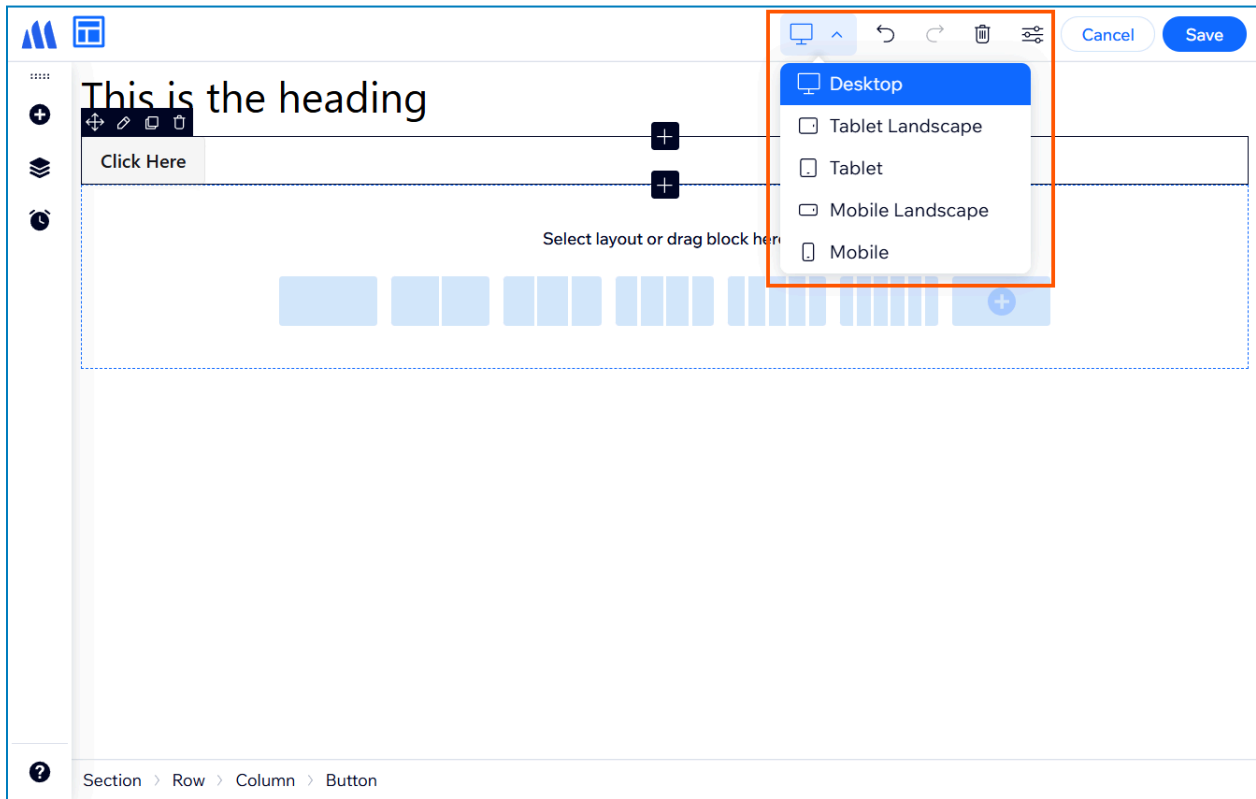 Cancel
Save
Desktop
This is the heading
Tablet Landscape
Click Here
Tablet
Mobile Landscape
Select layout or drag block here
Mobile
Section > Row > Column > Button